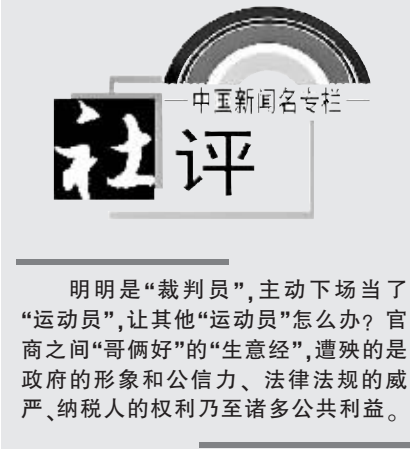 中国新闻名专栏
社评
明明是“裁判员”,主动下场当了
“运动员”,让其他“运动员”怎么办？官
商之间“哥俩好”的“生意经”,遭殃的是
政府的形象和公信力、法律法规的威
严、纳税人的权利乃至诸多公共利益。